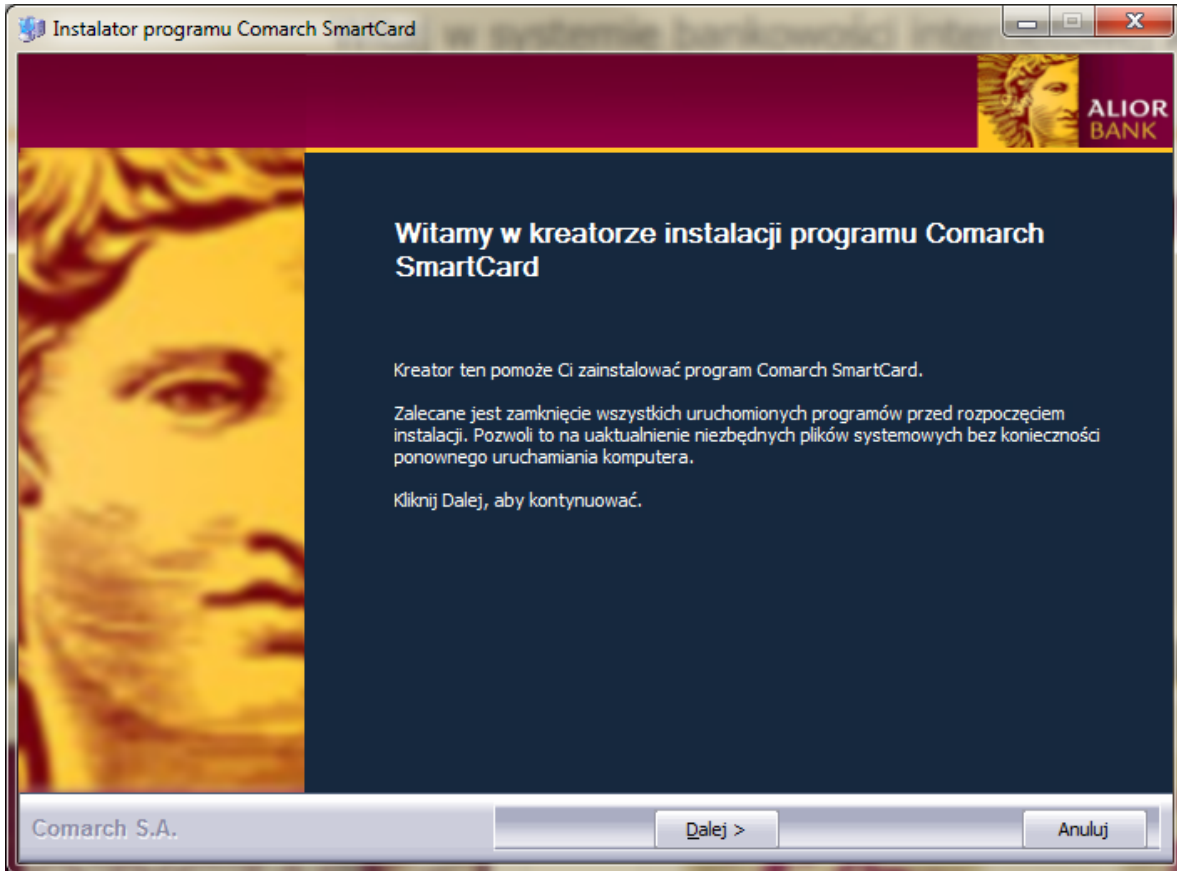 Instalator programu Comarch SmartCard
w systemie bankowości
ALIOR
BANK
Witamy w kreatorze instalacji programu Comarch
SmartCard
Kreator ten pomoże Ci zainstalować program Comarch SmartCard.
Zalecane jest zamknięcie wszystkich uruchomionych programów przed rozpoczęciem
instalacji. Pozwoli to na uaktualnienie niezbędnych plików systemowych bez konieczności
ponownego uruchamiania komputera.
Kliknij Dalej, aby kontynuować.
Comarch S.A.
Dalej >
Anuluj